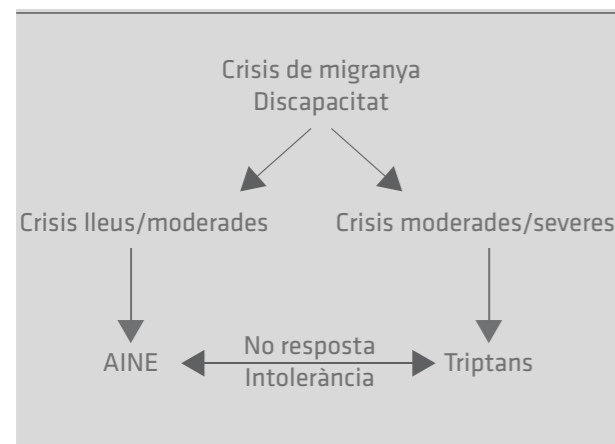 Crisis de migranya
Discapacitat
Crisis lleus/moderades
Crisis moderades/severes
AINE
No resposta
Intolerància
Triptans